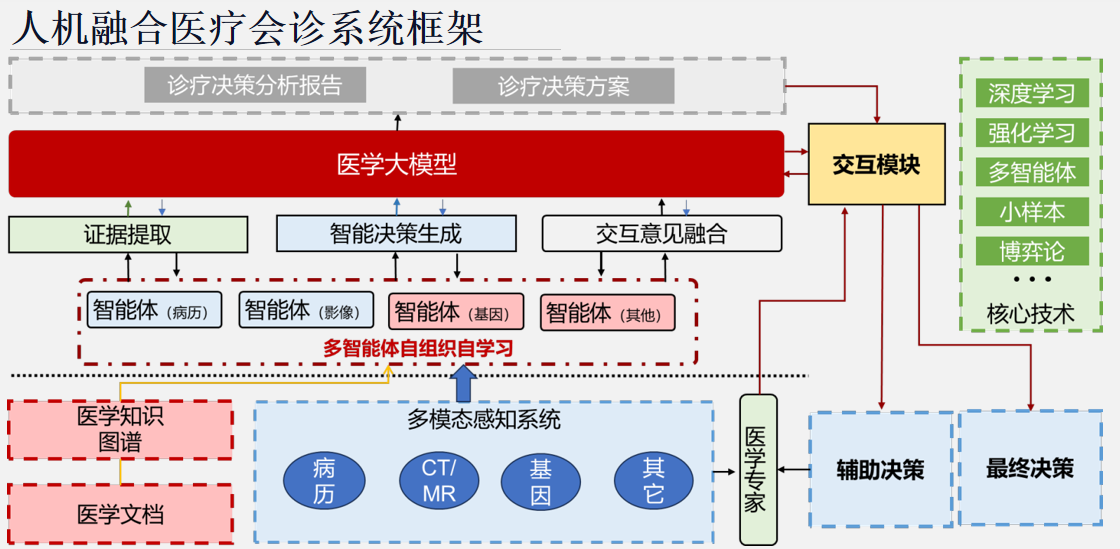 人机融合医疗会诊系统框架
诊疗决策分析报告
诊疗决策方案
医学大模型
交互模块
证据提取
智能决策生成
交互意见融合
智能体（病历）
智能体（影像）
智能体（基因）
智能体（其他）
多智能体自组织自学习
深度学习
强化学习
多智能体
小样本
博弈论
•••
核心技术
医学知识
图谱
医学文档
多模态感知系统
病
历
CT/
MR
基
因
其
它
医学专家
辅助决策
最终决策